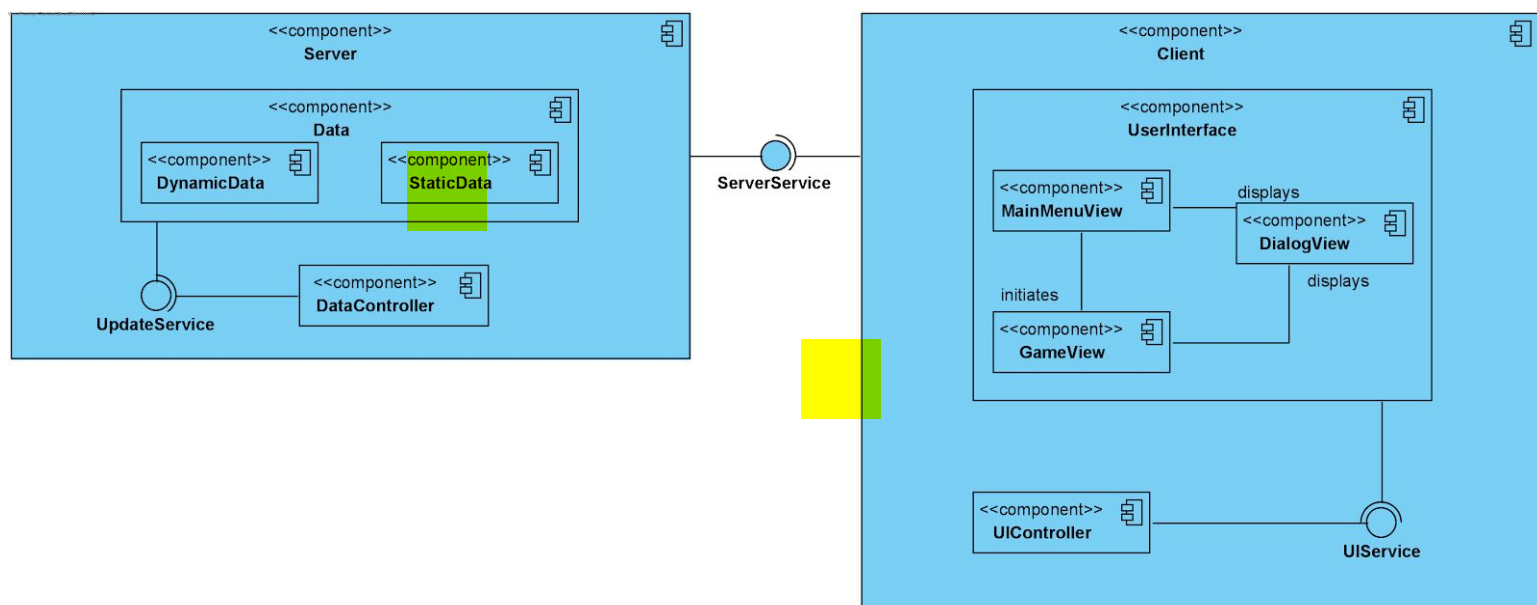 <<component>>
Server
<<component>>
Data
<<component>>
DynamicData
<<component>>
StaticData
UpdateService
<<component>>
DataController
ServerService
<<component>>
Client
<<component>>
UserInterface
<<component>>
MainMenuView
displays
<<component>>
DialogView
displays
initiates
<<component>>
GameView
<<component>>
UIController
UIService